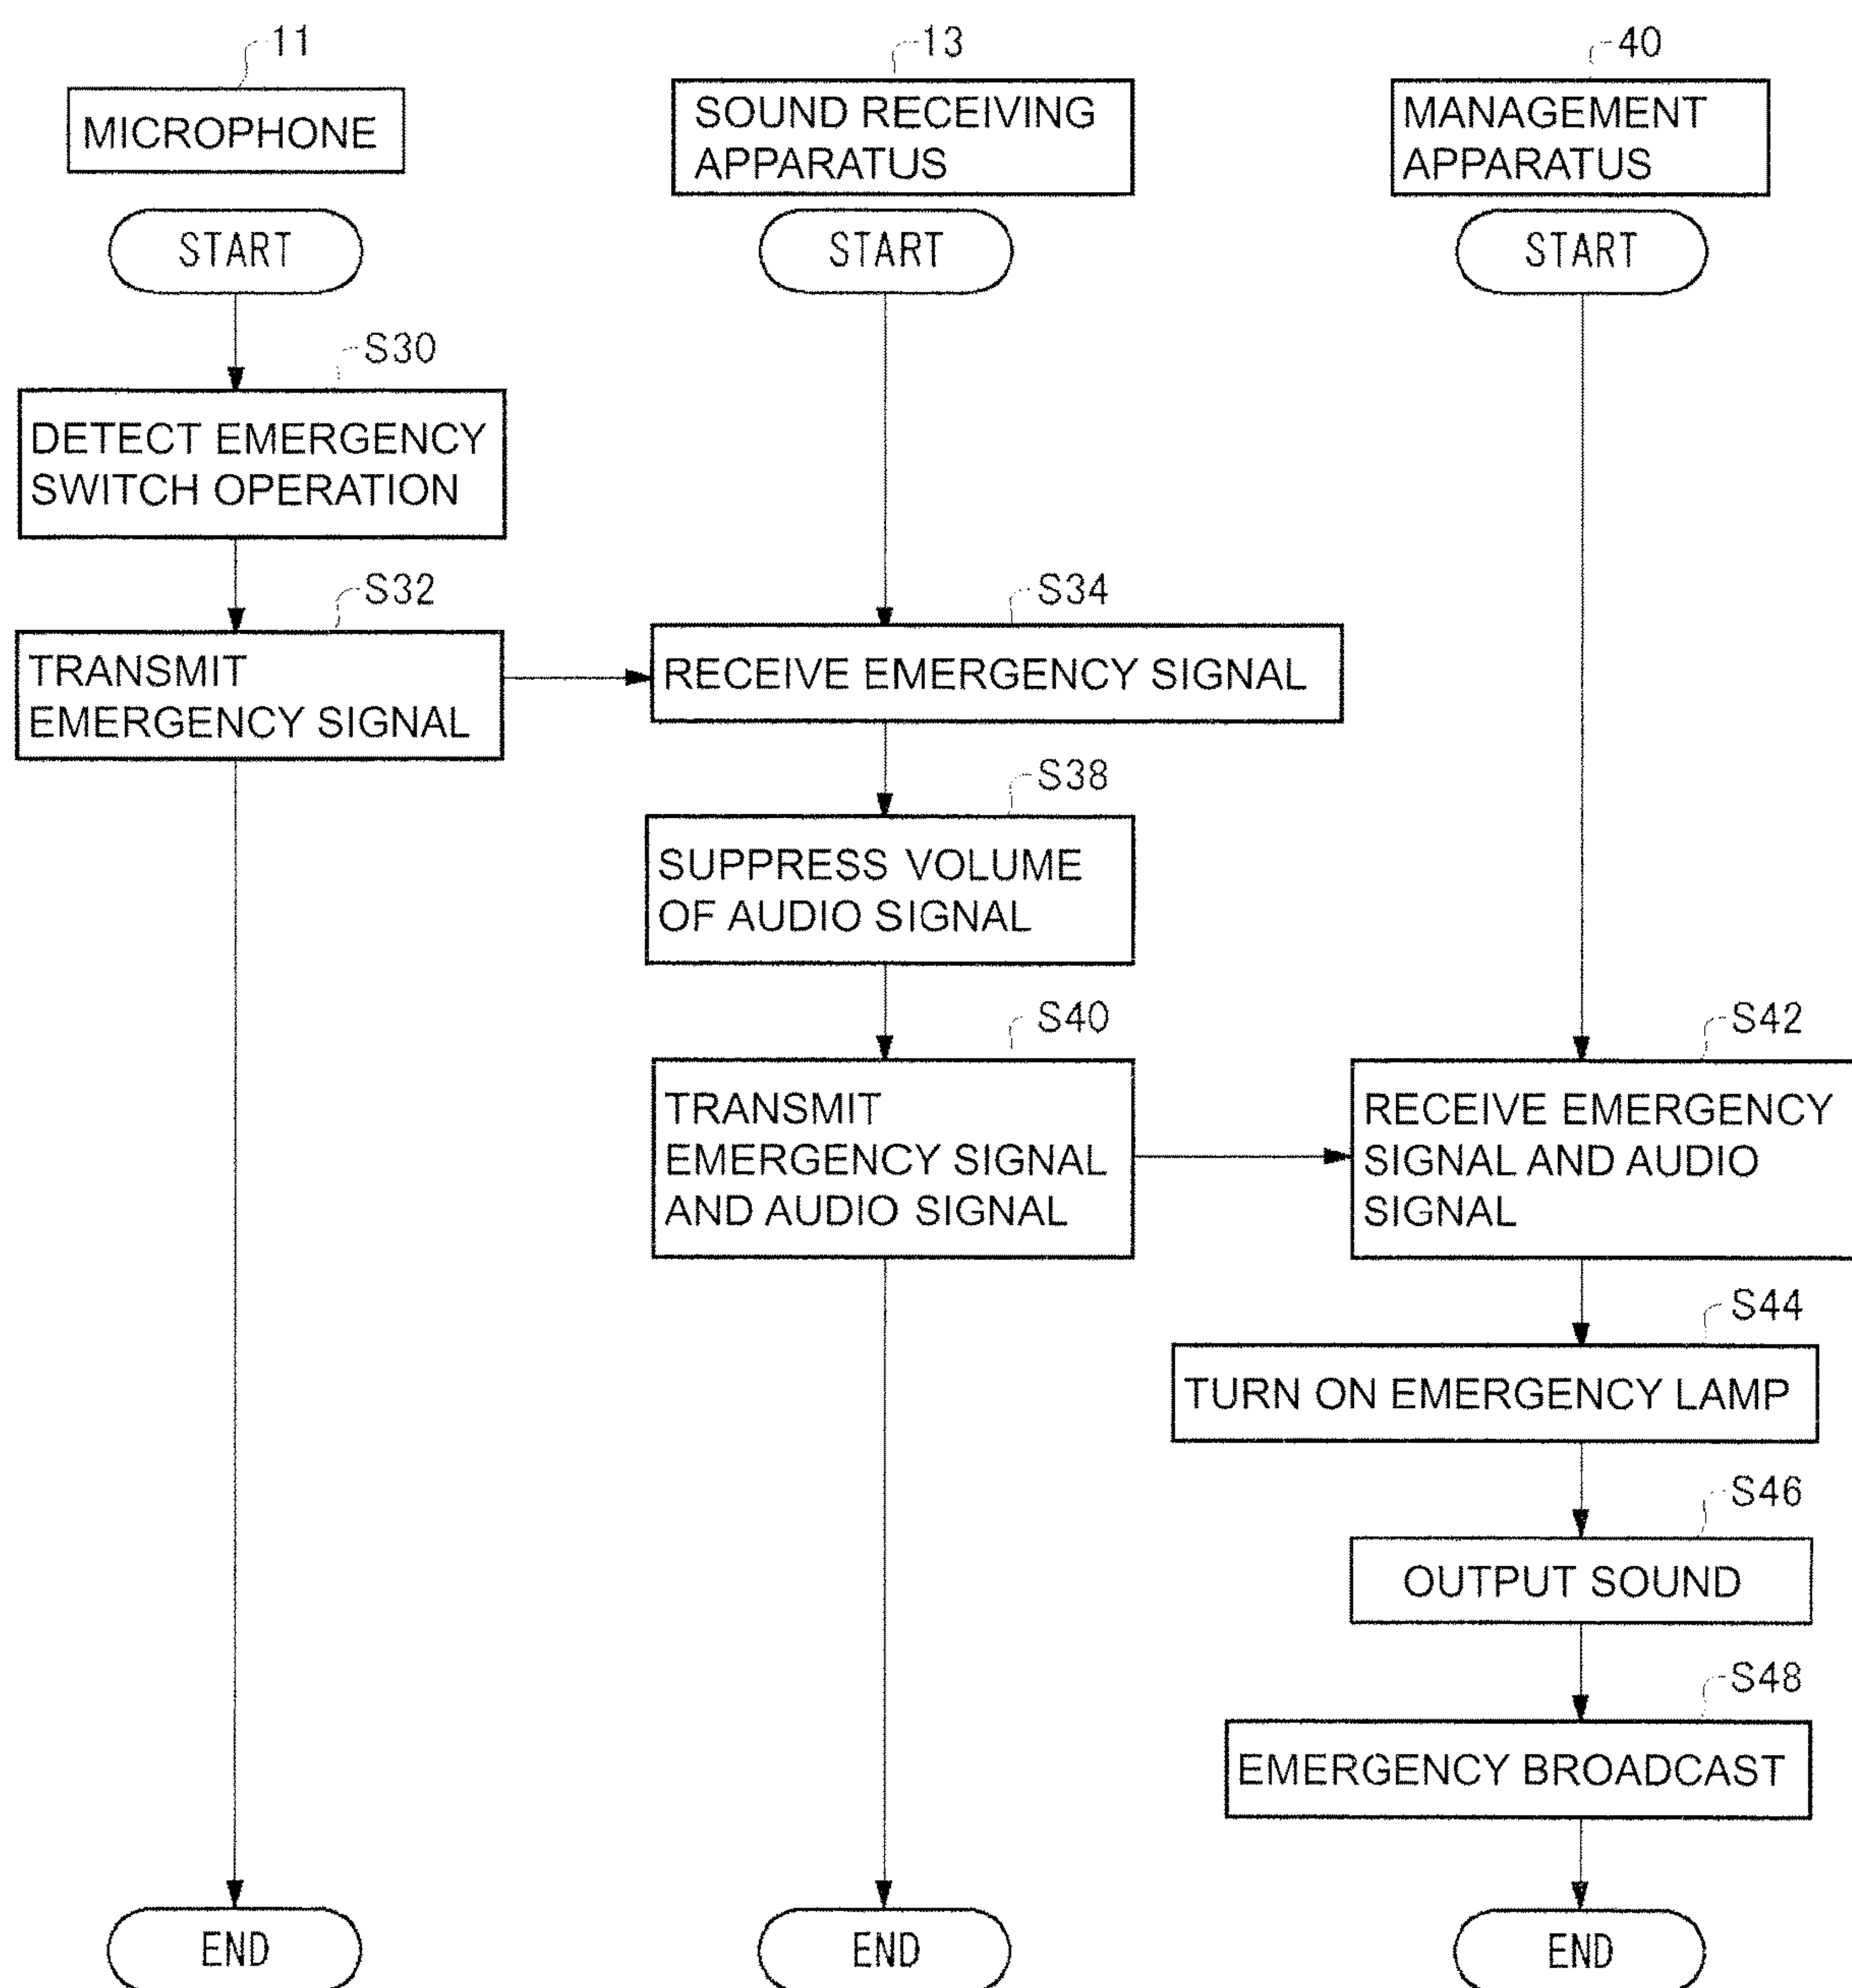 11
MICROPHONE
START
S30
DETECT EMERGENCY
SWITCH OPERATION
S32
TRANSMIT
EMERGENCY SIGNAL
END
13
SOUND RECEIVING
APPARATUS
START
S34
RECEIVE EMERGENCY SIGNAL
S38
SUPPRESS VOLUME
OF AUDIO SIGNAL
S40
TRANSMIT
EMERGENCY SIGNAL
AND AUDIO SIGNAL
END
40
MANAGEMENT
APPARATUS
START
S42
RECEIVE EMERGENCY
SIGNAL AND AUDIO
SIGNAL
S44
TURN ON EMERGENCY LAMP
S46
OUTPUT SOUND
S48
EMERGENCY BROADCAST
END